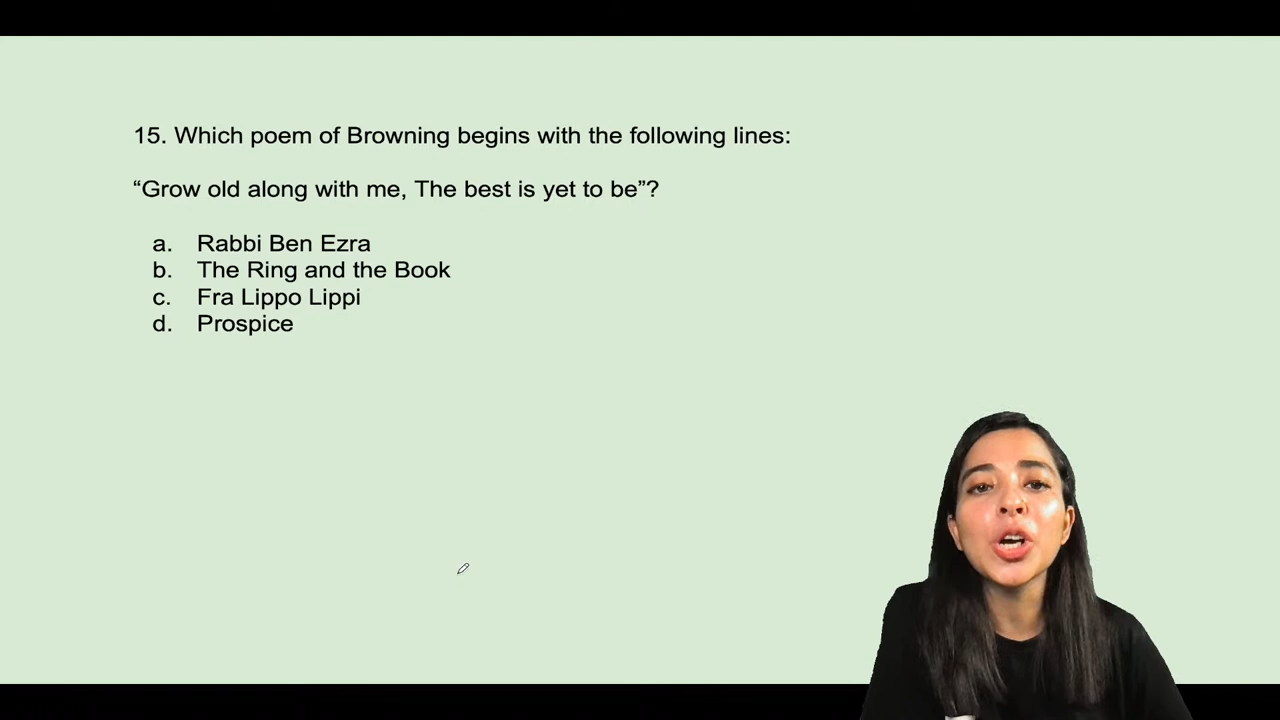 15. Which poem of Browning begins with the following lines:
“Grow old along with me, The best is yet to be”?
a. Rabbi Ben Ezra
b. The Ring and the Book
c. Fra Lippo Lippi
d. Prospice